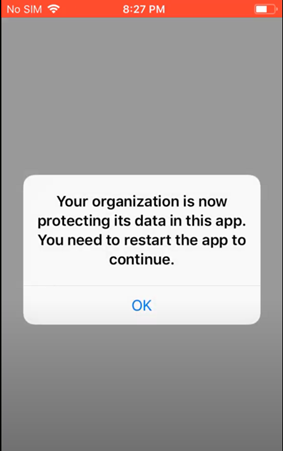 No SIM 8:27 PM
Your organization is now
protecting its data in this app.
You need to restart the app to
continue.
OK